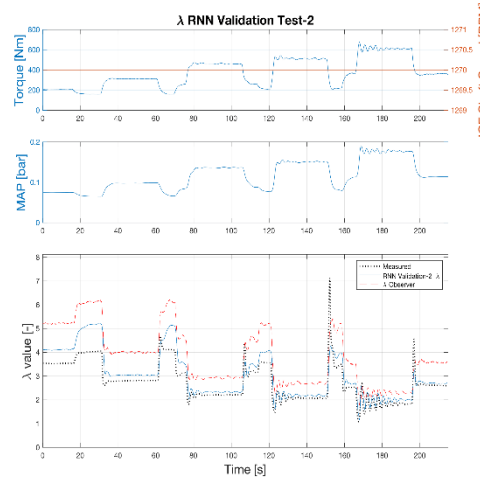 λ RNN Validation Test-2
Torque [Nm]
800
600
400
200
0
1271
1270.5
1270
1269.5
1269
0 20 40 60 80 100 120 140 160 180 200
MAP [bar]
0.2
0.1
0
0 20 40 60 80 100 120 140 160 180 200
λ value [-]
8
7
6
5
4
3
2
1
0
Measured
RNN Validation-2 λ
λ Observer
0 20 40 60 80 100 120 140 160 180 200
Time [s]